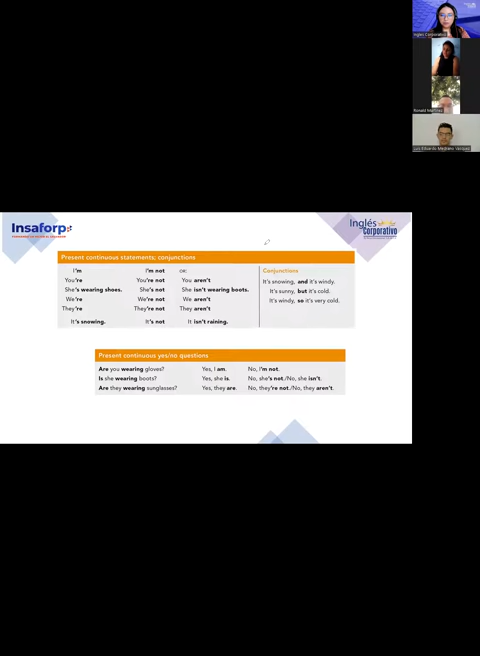 Inglés Corporativo
Ronald Martinez
Luis Eduardo Medrano Vasquez
Insaforp
Inglés
Corporativo
Present continuous statements; conjunctions
I'm I'm not OR: Conjunctions
You're You're not You aren't It's snowing, and it's windy.
She's wearing shoes. She's not She isn't wearing boots. It's sunny, but it's cold.
We're We're not We aren't It's windy, so it's very cold.
They're They're not They aren't
It's snowing. It's not It isn't raining.
Present continuous yes/no questions
Are you wearing gloves? Yes, I am. No, I'm not.
Is she wearing boots? Yes, she is. No, she's not./No, she isn't.
Are they wearing sunglasses? Yes, they are. No, they're not./No, they aren't.